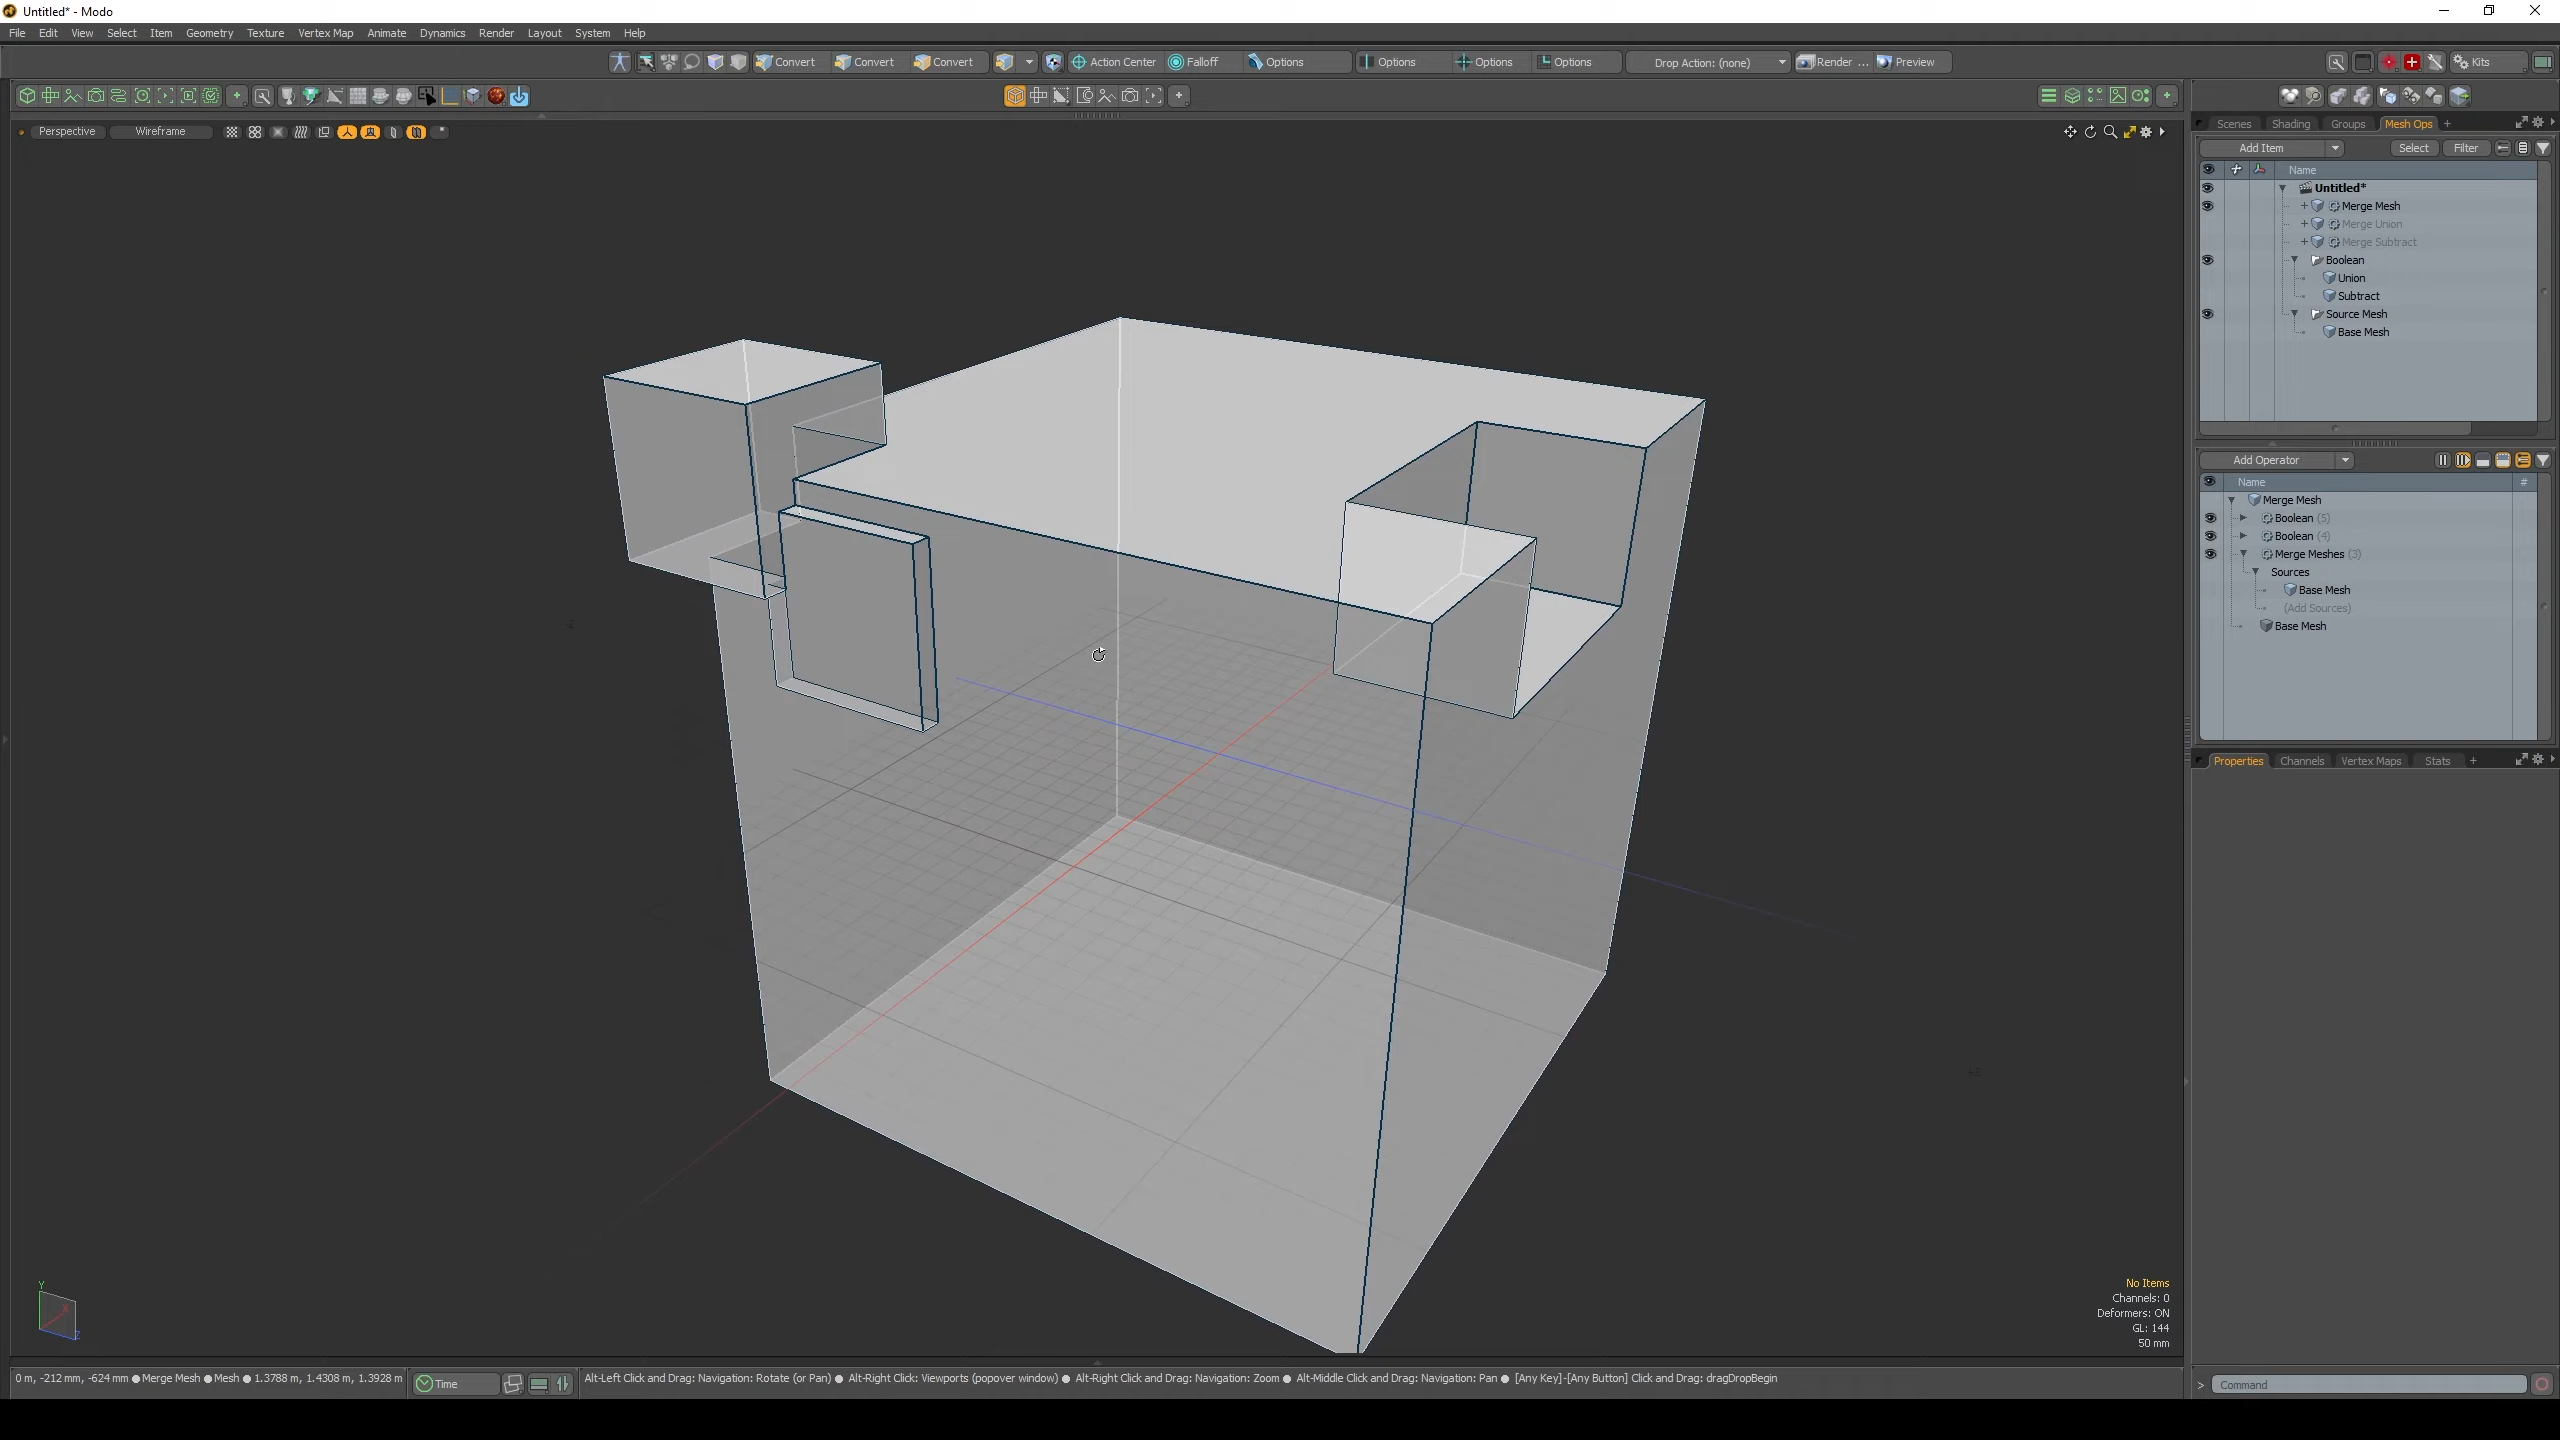 Untitled* - Modo
File Edit View Select Item Geometry Texture Vertex Map Animate Dynamics Render Layout System Help
Convert Convert Convert Action Center Falloff Options Options Options Options Drop Action: (none) Render ... Preview Kits
Perspective Wireframe
Scenes Shading Groups Mesh Ops +
Add Item Select Filter
Name
Untitled*
Merge Mesh
Merge Union
Merge Subtract
Boolean
Union
Subtract
Source Mesh
Base Mesh
Add Operator
Name #
Merge Mesh
Boolean (5)
Boolean (4)
Merge Meshes (3)
Sources
Base Mesh
(Add Sources)
Base Mesh
Properties Channels Vertex Maps Stats +
Y
X
Z
No Items
Channels: 0
Deformers: ON
GL: 144
50 mm
0 m, -212 mm, -624 mm ● Merge Mesh ● Mesh ● 1.3788 m, 1.4308 m, 1.3928 m Time Alt-Left Click and Drag: Navigation: Rotate (or Pan) ● Alt-Right Click: Viewports (popover window) ● Alt-Right Click and Drag: Navigation: Zoom ● Alt-Middle Click and Drag: Navigation: Pan ● [Any Key]-[Any Button] Click and Drag: dragDropBegin
> Command